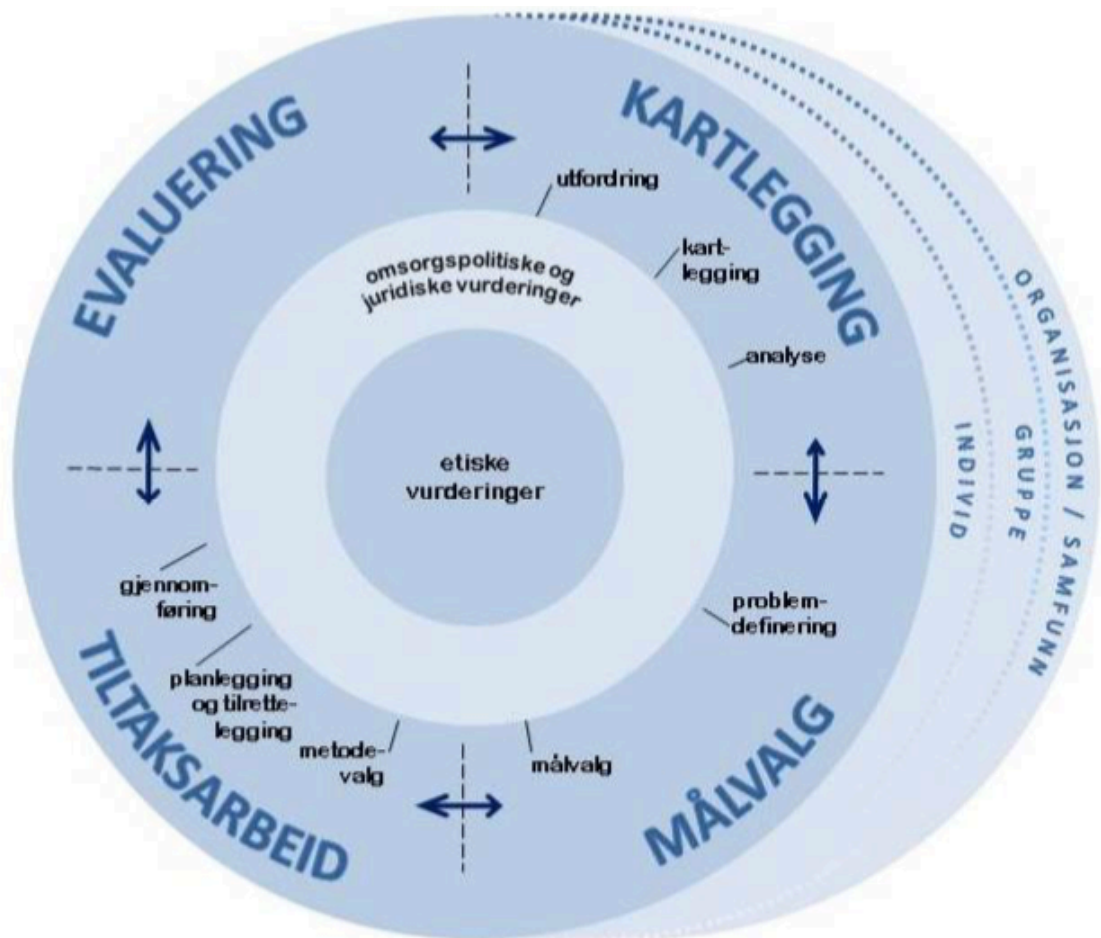 EVALUERING
KARTLEGGING
utfordring
kart-
legging
analyse
omsorgspolitiske og
juridiske vurderinger
etiske
vurderinger
INDIVID
GRUPPE
ORGANISASJON / SAMFUNN
problem-
definering
målvalg
MÅLVALG
metode-
valg
planlegging
og tilrette-
legging
gjennom-
føring
TILTAKSARBEID